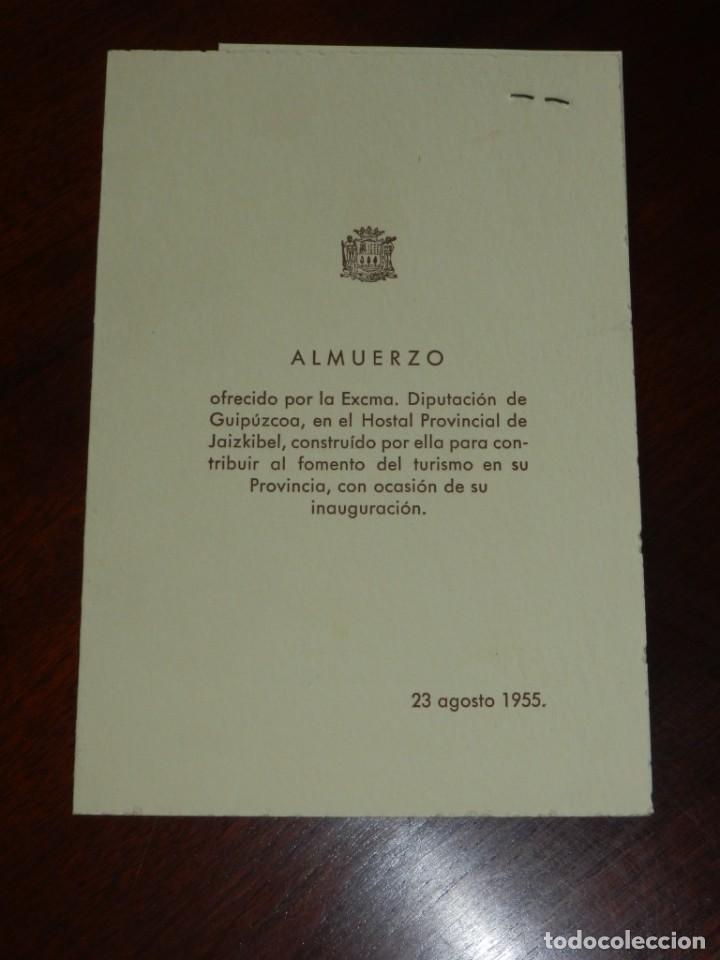 ALMUERZO
ofrecido por la Excma. Diputación de
Guipúzcoa, en el Hostal Provincial de
Jaizkibel, construído por ella para con-
tribuir al fomento del turismo en su
Provincia, con ocasión de su
inauguración.
23 agosto 1955.
todocoleccion